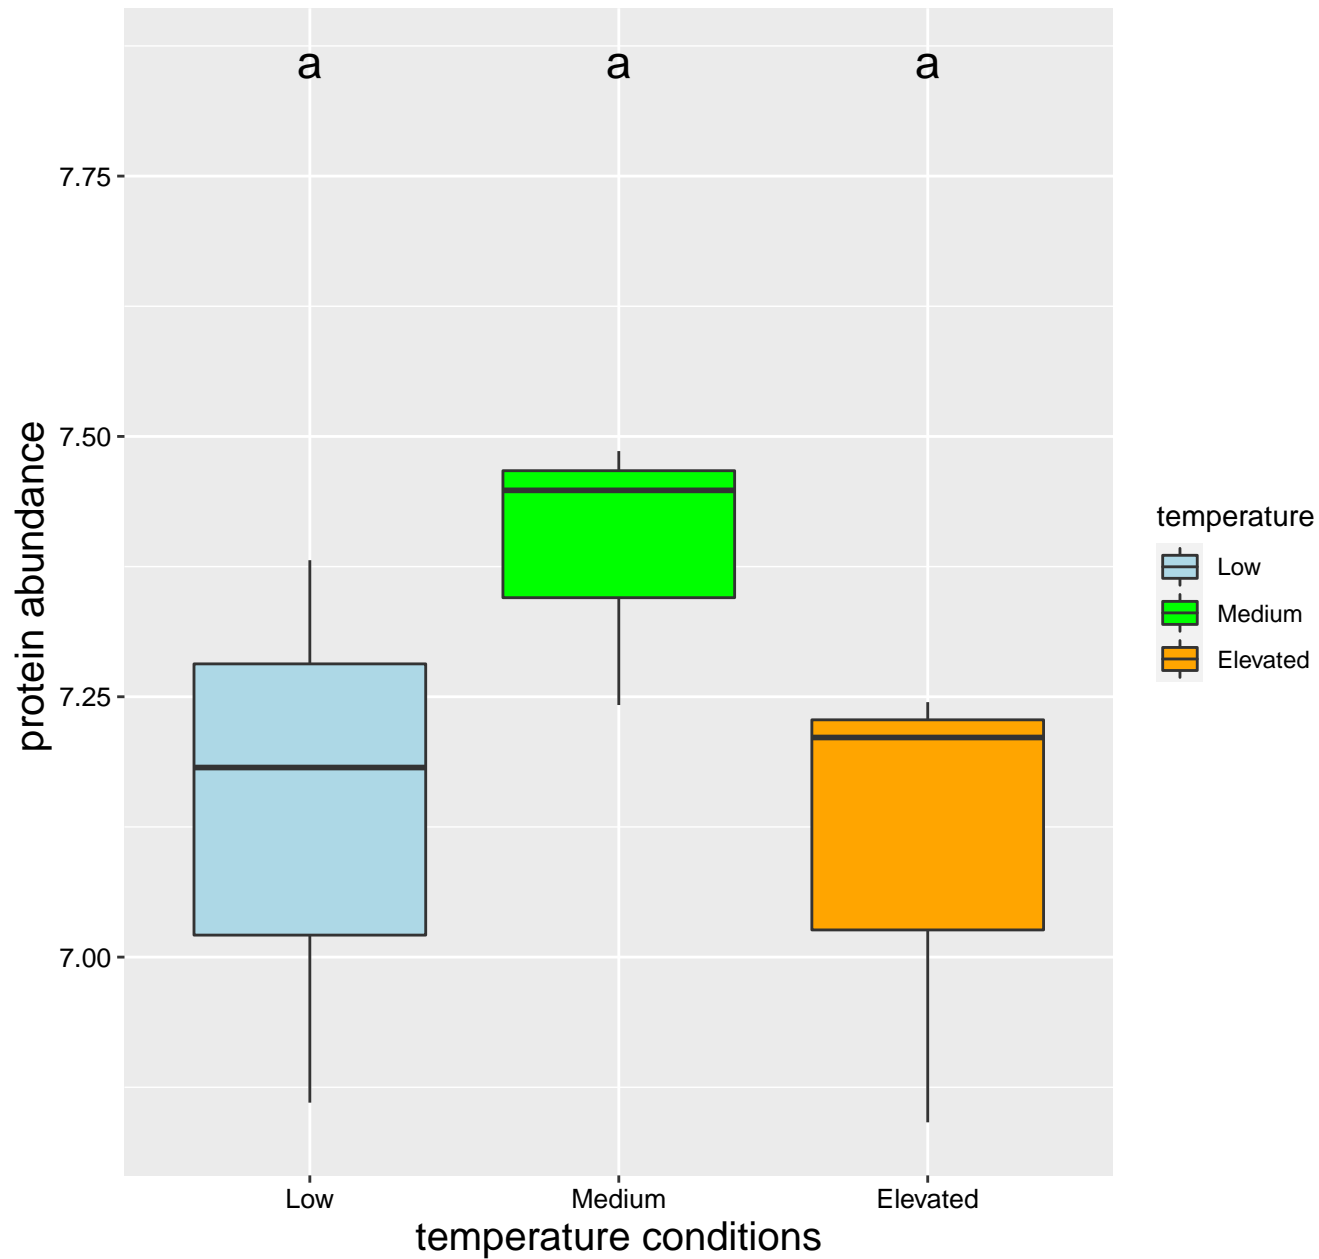 a a a
7.75
7.50
7.25
7.00
protein abundance
Low Medium Elevated
temperature conditions
temperature
Low
Medium
Elevated